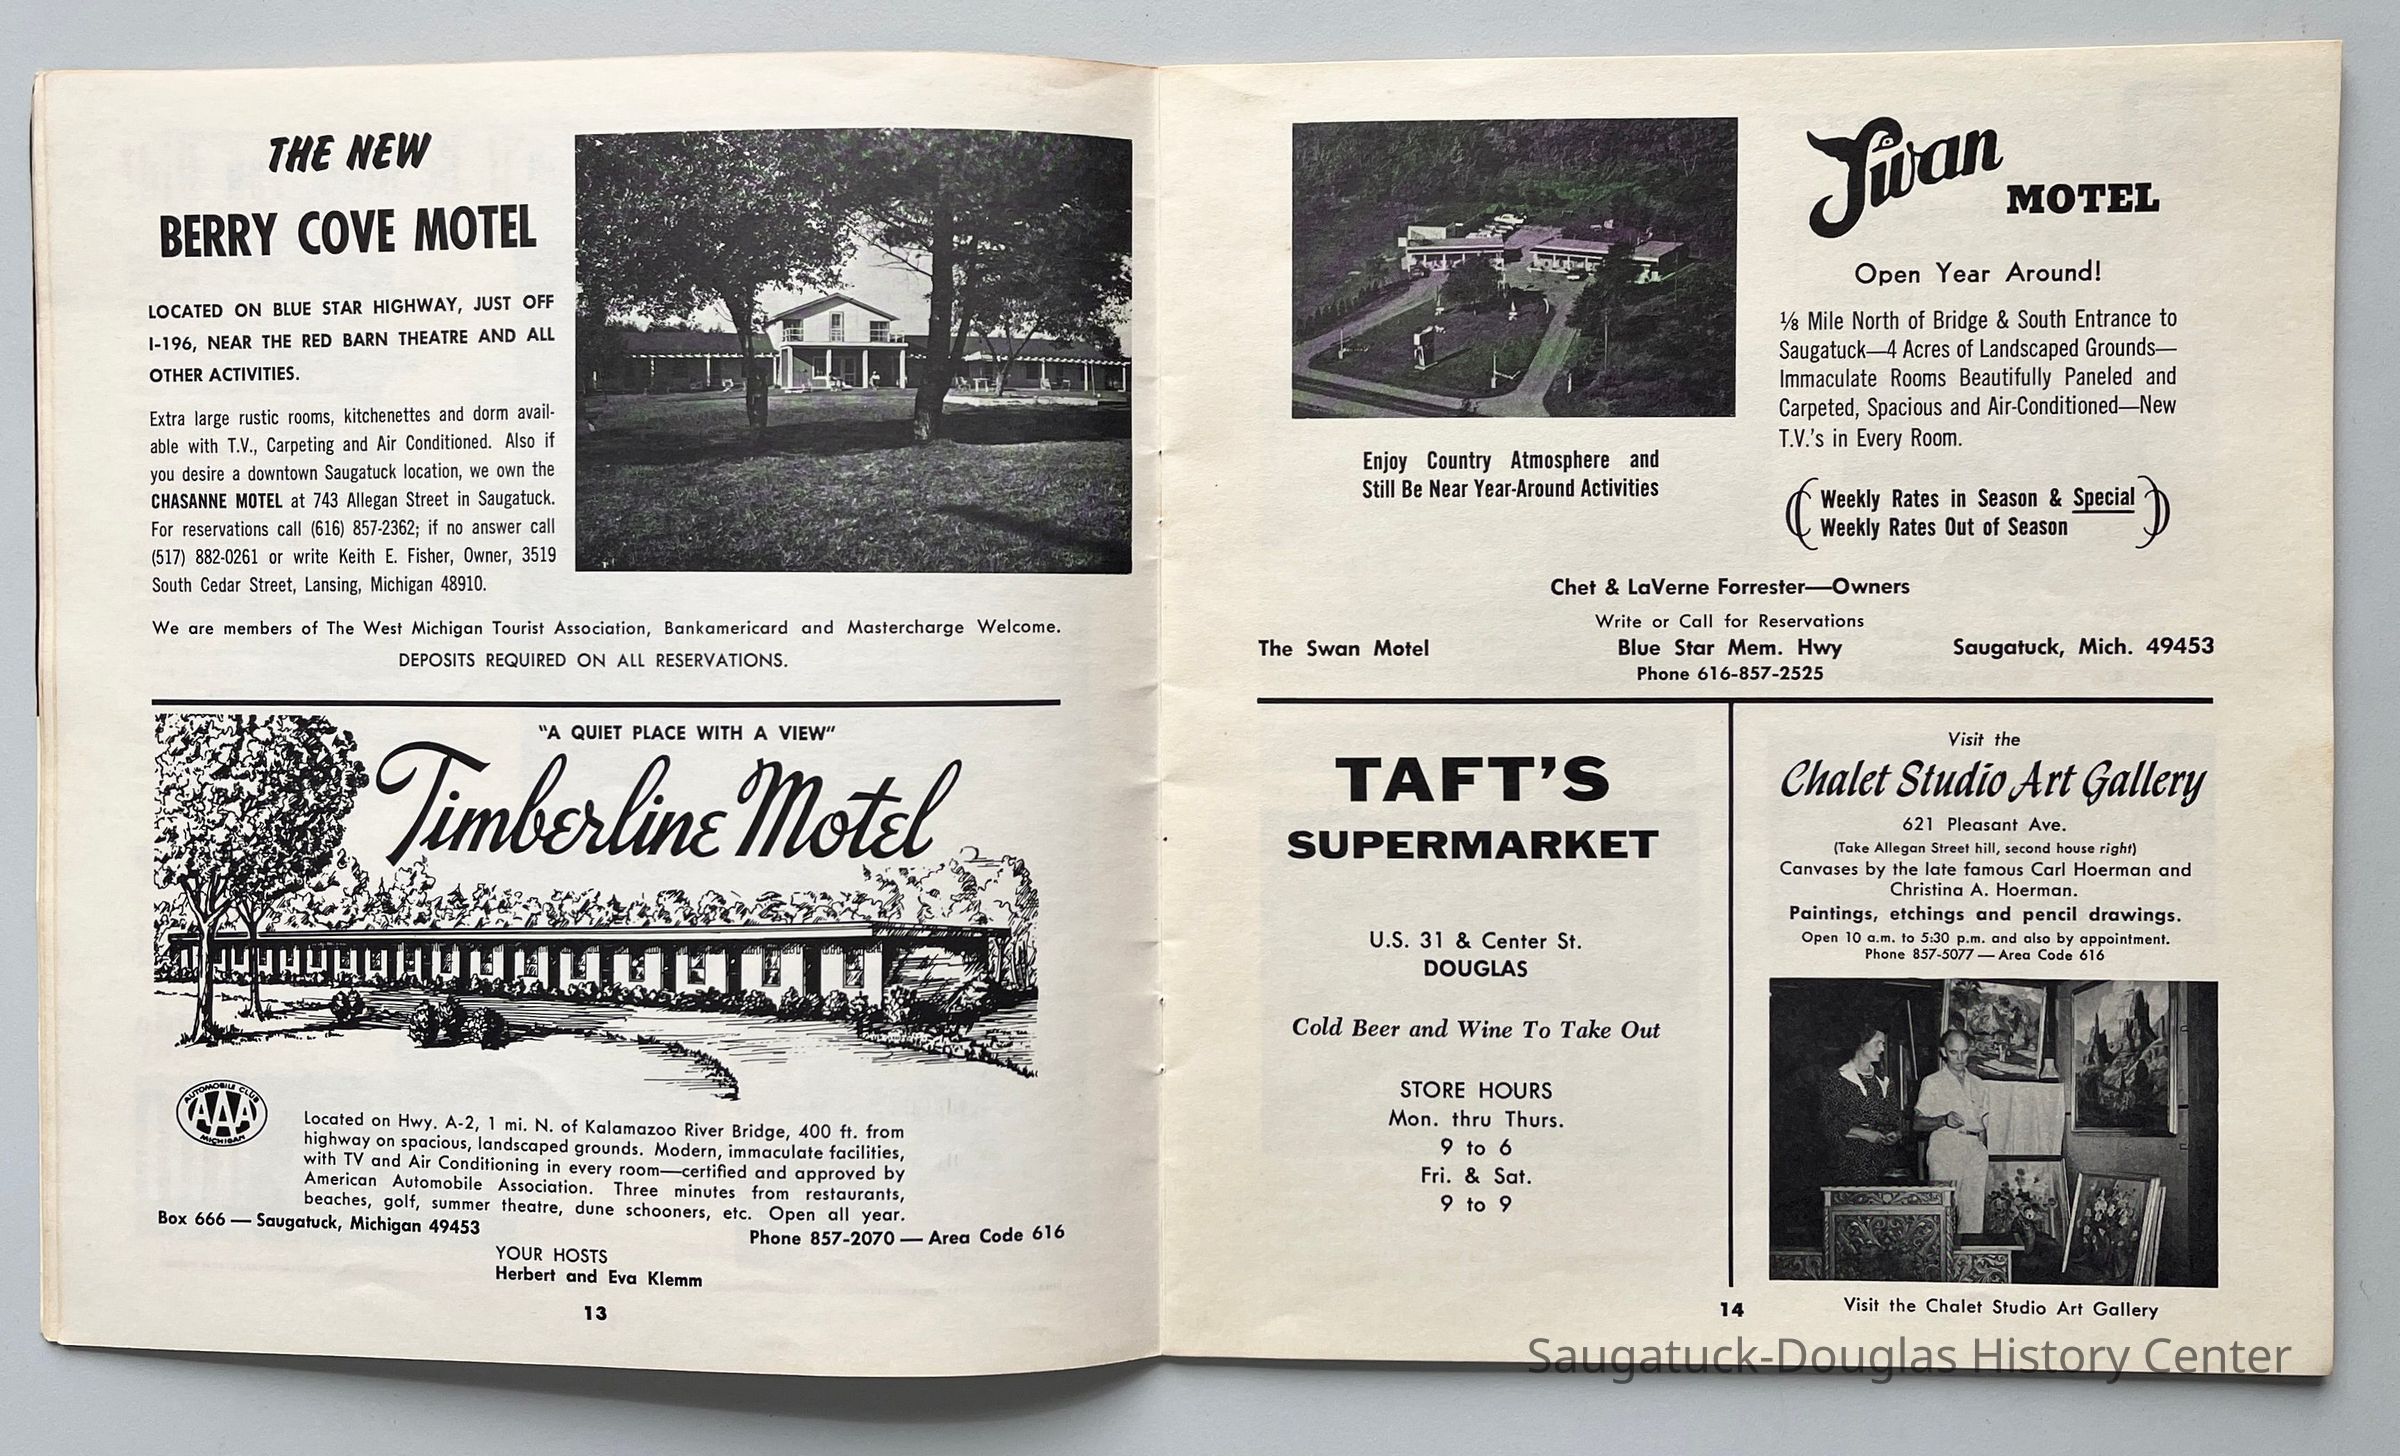 THE NEW
BERRY COVE MOTEL
LOCATED ON BLUE STAR HIGHWAY, JUST OFF
I-196, NEAR THE RED BARN THEATRE AND ALL
OTHER ACTIVITIES.
Extra large rustic rooms, kitchenettes and dorm avail-
able with T.V., Carpeting and Air Conditioned. Also if
you desire a downtown Saugatuck location, we own the
CHASANNE MOTEL at 743 Allegan Street in Saugatuck.
For reservations call (616) 857-2362; if no answer call
(517) 882-0261 or write Keith E. Fisher, Owner, 3519
South Cedar Street, Lansing, Michigan 48910.
We are members of The West Michigan Tourist Association, Bankamericard and Mastercharge Welcome.
DEPOSITS REQUIRED ON ALL RESERVATIONS.
"A QUIET PLACE WITH A VIEW"
Timberline Motel
AUTOMOBILE CLUB
AAA
MICHIGAN
Located on Hwy. A-2, 1 mi. N. of Kalamazoo River Bridge, 400 ft. from
highway on spacious, landscaped grounds. Modern, immaculate facilities,
with TV and Air Conditioning in every room—certified and approved by
American Automobile Association. Three minutes from restaurants,
beaches, golf, summer theatre, dune schooners, etc. Open all year.
Box 666 — Saugatuck, Michigan 49453
Phone 857-2070 — Area Code 616
YOUR HOSTS
Herbert and Eva Klemm
13
Swan
MOTEL
Open Year Around!
⅛ Mile North of Bridge & South Entrance to
Saugatuck—4 Acres of Landscaped Grounds—
Immaculate Rooms Beautifully Paneled and
Carpeted, Spacious and Air-Conditioned—New
T.V.'s in Every Room.
Enjoy Country Atmosphere and
Still Be Near Year-Around Activities
(Weekly Rates in Season & Special
Weekly Rates Out of Season)
Chet & LaVerne Forrester—Owners
Write or Call for Reservations
The Swan Motel Blue Star Mem. Hwy Saugatuck, Mich. 49453
Phone 616-857-2525
TAFT'S
SUPERMARKET
U.S. 31 & Center St.
DOUGLAS
Cold Beer and Wine To Take Out
STORE HOURS
Mon. thru Thurs.
9 to 6
Fri. & Sat.
9 to 9
Visit the
Chalet Studio Art Gallery
621 Pleasant Ave.
(Take Allegan Street hill, second house right)
Canvases by the late famous Carl Hoerman and
Christina A. Hoerman.
Paintings, etchings and pencil drawings.
Open 10 a.m. to 5:30 p.m. and also by appointment.
Phone 857-5077 — Area Code 616
Visit the Chalet Studio Art Gallery
14
Saugatuck-Douglas History Center